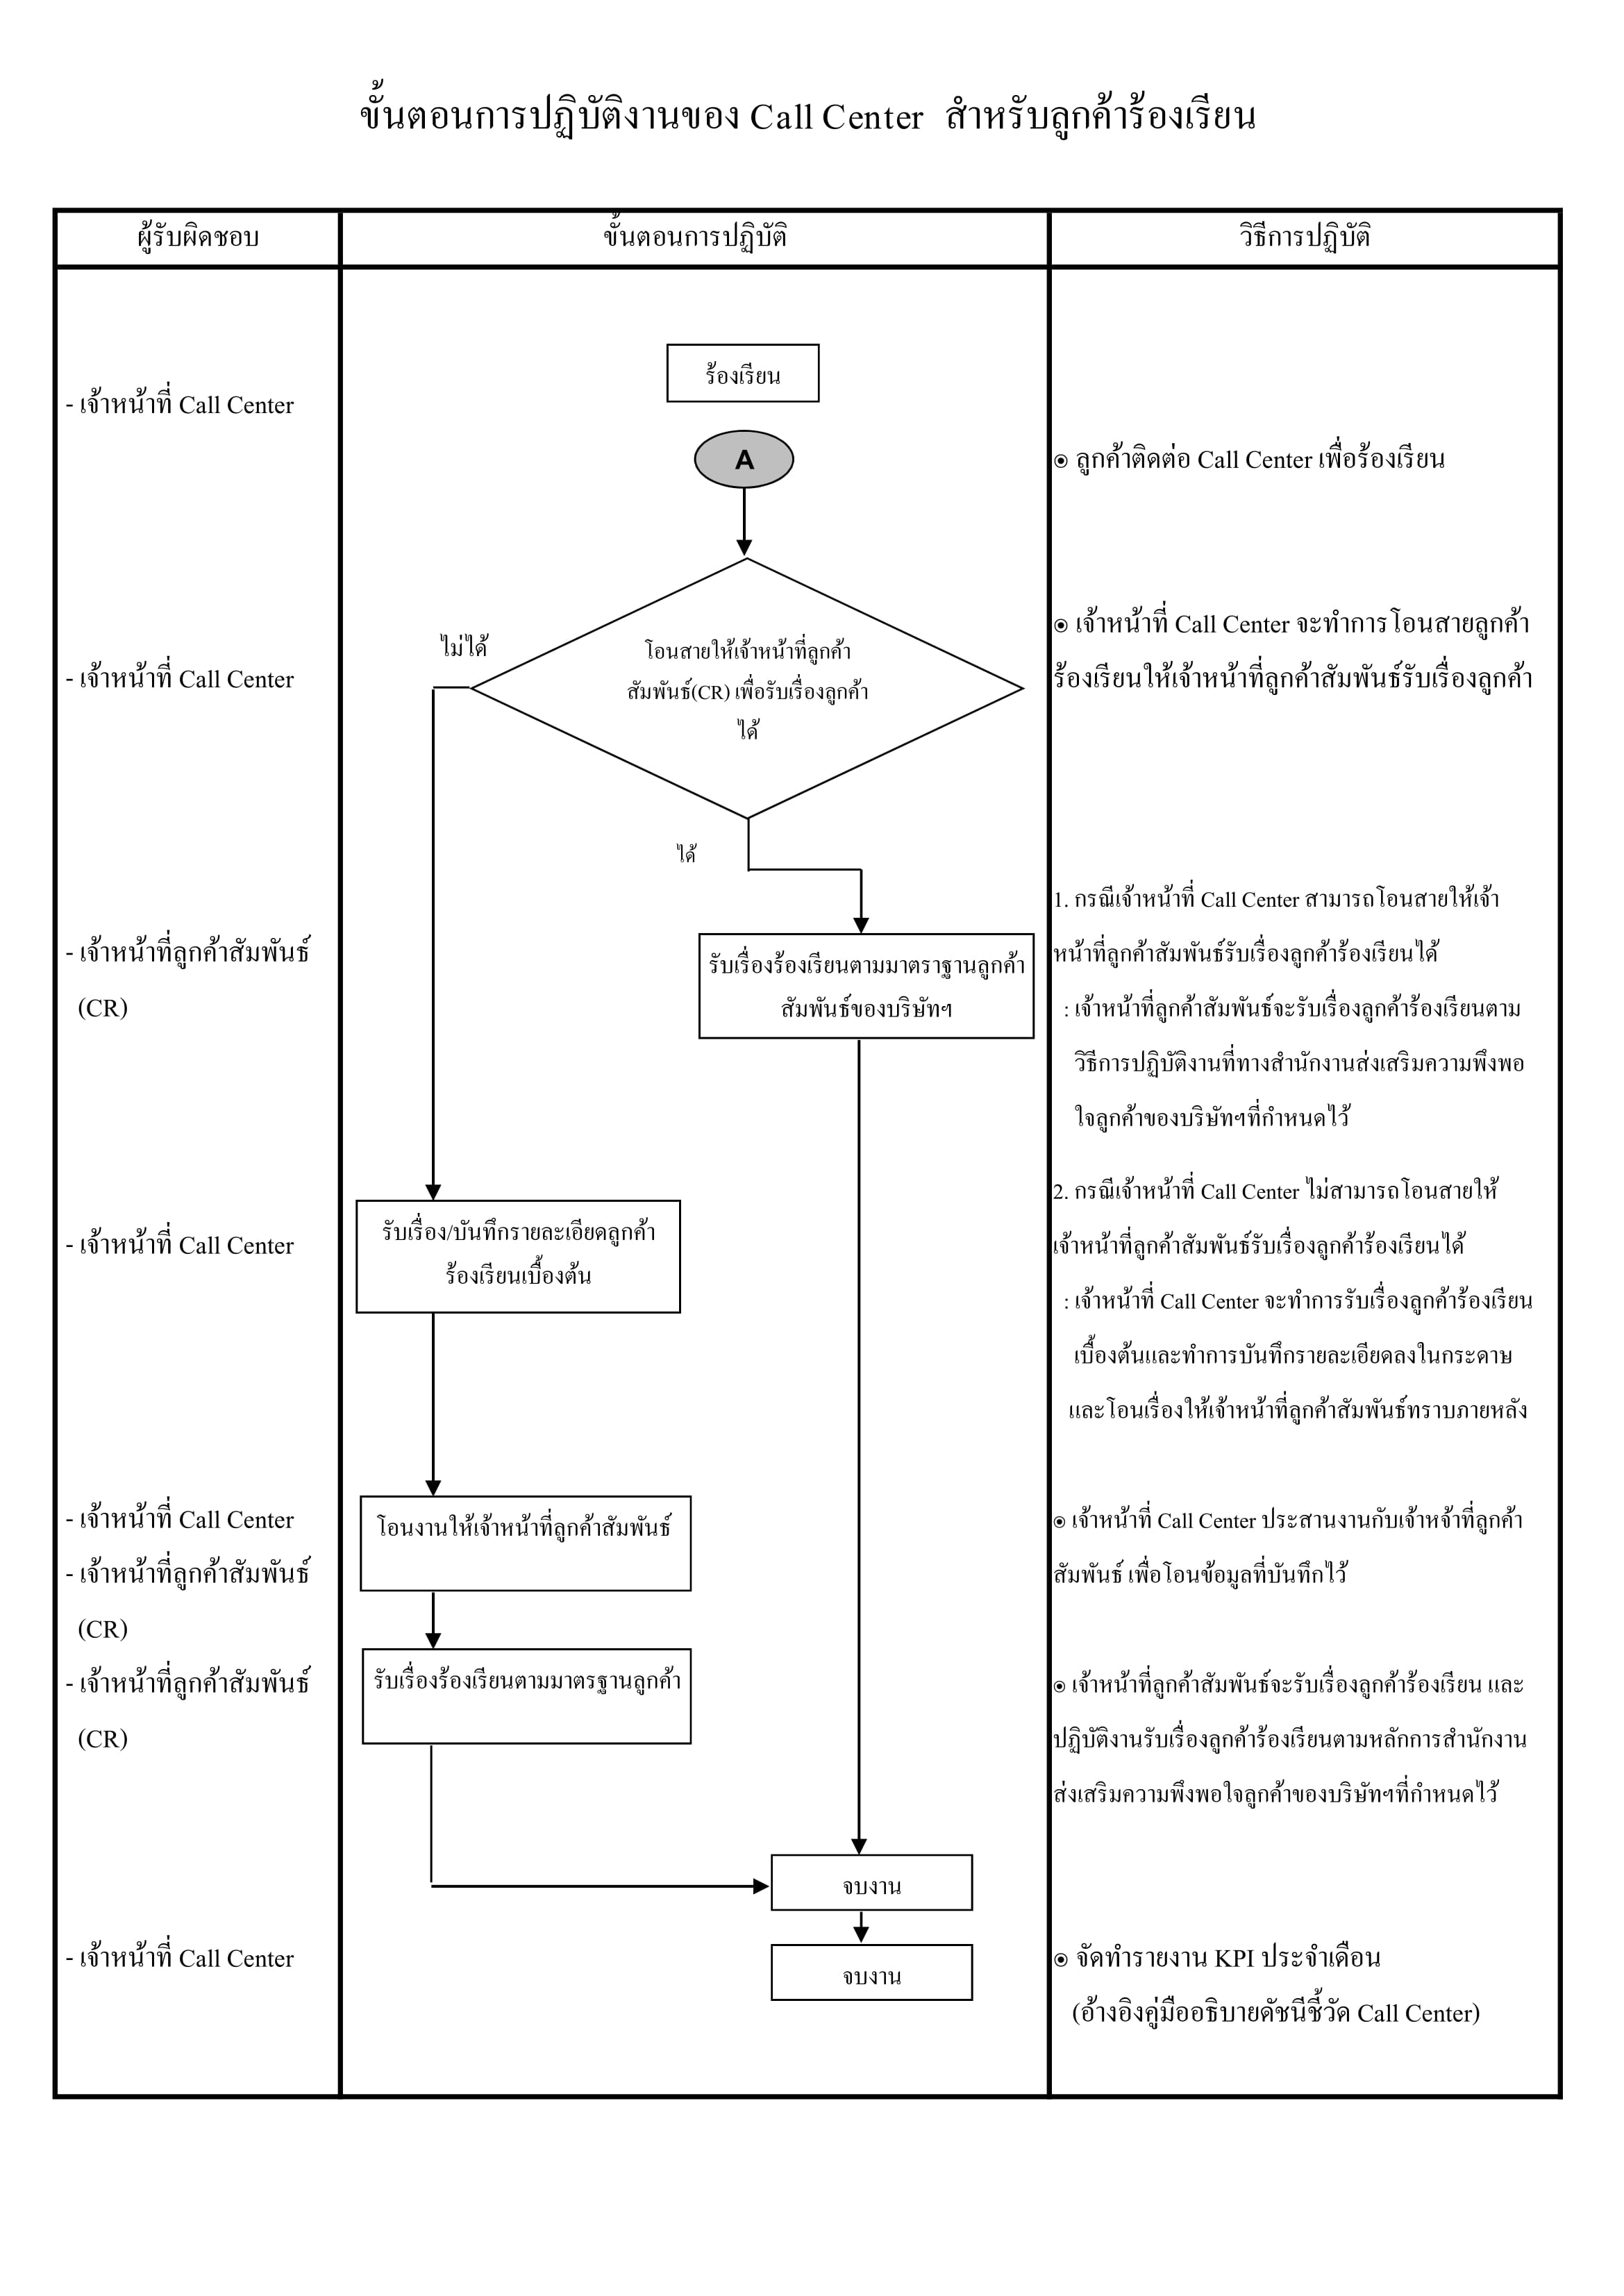 ขั้นตอนการปฏิบัติงานของ Call Center สำหรับลูกค้าร้องเรียน
ผู้รับผิดชอบ
ขั้นตอนการปฏิบัติ
วิธีการปฏิบัติ
ร้องเรียน
- เจ้าหน้าที่ Call Center
A
๏ ลูกค้าติดต่อ Call Center เพื่อร้องเรียน
ไม่ได้
โอนสายให้เจ้าหน้าที่ลูกค้า
สัมพันธ์(CR) เพื่อรับเรื่องลูกค้า
ได้
- เจ้าหน้าที่ Call Center
๏ เจ้าหน้าที่ Call Center จะทำการโอนสายลูกค้า
ร้องเรียนให้เจ้าหน้าที่ลูกค้าสัมพันธ์รับเรื่องลูกค้า
ได้
- เจ้าหน้าที่ลูกค้าสัมพันธ์
(CR)
รับเรื่องร้องเรียนตามมาตราฐานลูกค้า
สัมพันธ์ของบริษัทฯ
1. กรณีเจ้าหน้าที่ Call Center สามารถโอนสายให้เจ้า
หน้าที่ลูกค้าสัมพันธ์รับเรื่องลูกค้าร้องเรียนได้
: เจ้าหน้าที่ลูกค้าสัมพันธ์จะรับเรื่องลูกค้าร้องเรียนตาม
วิธีการปฏิบัติงานที่ทางสำนักงานส่งเสริมความพึงพอ
ใจลูกค้าของบริษัทฯที่กำหนดไว้
- เจ้าหน้าที่ Call Center
รับเรื่อง/บันทึกรายละเอียดลูกค้า
ร้องเรียนเบื้องต้น
2. กรณีเจ้าหน้าที่ Call Center ไม่สามารถโอนสายให้
เจ้าหน้าที่ลูกค้าสัมพันธ์รับเรื่องลูกค้าร้องเรียนได้
: เจ้าหน้าที่ Call Center จะทำการรับเรื่องลูกค้าร้องเรียน
เบื้องต้นและทำการบันทึกรายละเอียดลงในกระดาษ
และโอนเรื่องให้เจ้าหน้าที่ลูกค้าสัมพันธ์ทราบภายหลัง
- เจ้าหน้าที่ Call Center
- เจ้าหน้าที่ลูกค้าสัมพันธ์
(CR)
โอนงานให้เจ้าหน้าที่ลูกค้าสัมพันธ์
๏ เจ้าหน้าที่ Call Center ประสานงานกับเจ้าหจ้าที่ลูกค้า
สัมพันธ์ เพื่อโอนข้อมูลที่บันทึกไว้
- เจ้าหน้าที่ลูกค้าสัมพันธ์
(CR)
รับเรื่องร้องเรียนตามมาตรฐานลูกค้า
๏ เจ้าหน้าที่ลูกค้าสัมพันธ์จะรับเรื่องลูกค้าร้องเรียน และ
ปฏิบัติงานรับเรื่องลูกค้าร้องเรียนตามหลักการสำนักงาน
ส่งเสริมความพึงพอใจลูกค้าของบริษัทฯที่กำหนดไว้
จบงาน
- เจ้าหน้าที่ Call Center
จบงาน
๏ จัดทำรายงาน KPI ประจำเดือน
(อ้างอิงคู่มืออธิบายดัชนีชี้วัด Call Center)